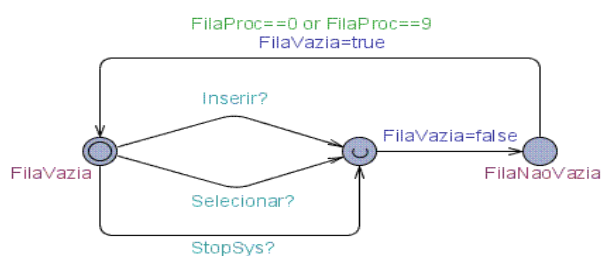 FilaProc==0 or FilaProc==9
FilaVazia=true
Inserir?
FilaVazia=false
FilaVazia
FilaNaoVazia
Selecionar?
StopSys?